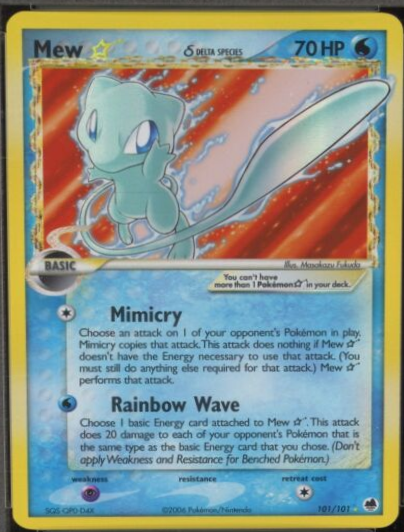 Mew ☆ δ DELTA SPECIES 70 HP
BASIC
Illus. Masakazu Fukuda
You can't have
more than 1 Pokémon☆ in your deck.
Mimicry
Choose an attack on 1 of your opponent's Pokémon in play.
Mimicry copies that attack. This attack does nothing if Mew ☆
doesn't have the Energy necessary to use that attack. (You
must still do anything else required for that attack.) Mew ☆
performs that attack.
Rainbow Wave
Choose 1 basic Energy card attached to Mew ☆. This attack
does 20 damage to each of your opponent's Pokémon that is
the same type as the basic Energy card that you chose. (Don't
apply Weakness and Resistance for Benched Pokémon.)
weakness resistance retreat cost
©2006 Pokémon/Nintendo 101/101